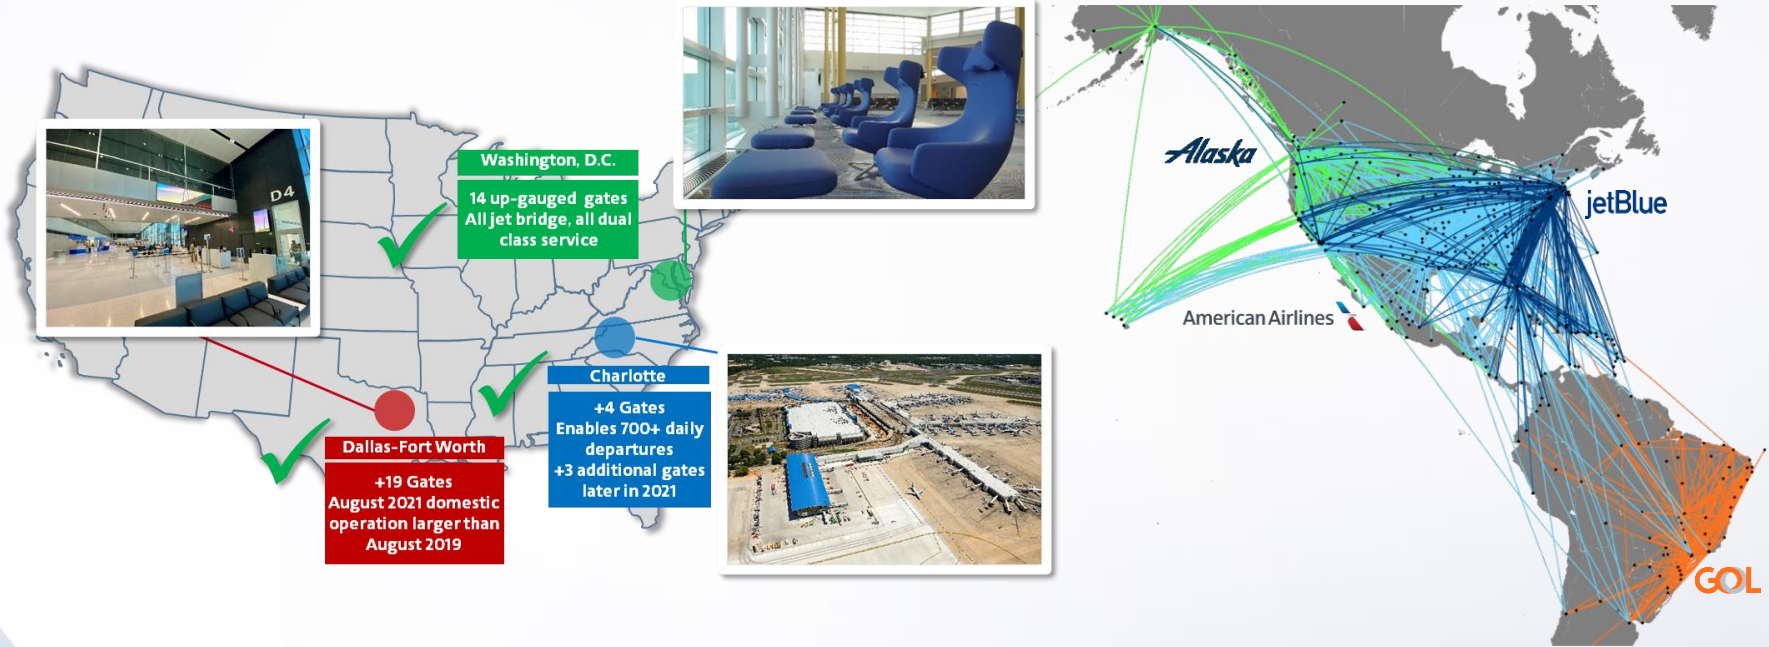 D4
Washington, D.C.
14 up-gauged gates
All jet bridge, all dual
class service
Charlotte
+4 Gates
Enables 700+ daily
departures
+3 additional gates
later in 2021
Dallas-Fort Worth
+19 Gates
August 2021 domestic
operation larger than
August 2019
Alaska
jetBlue
American Airlines
GOL